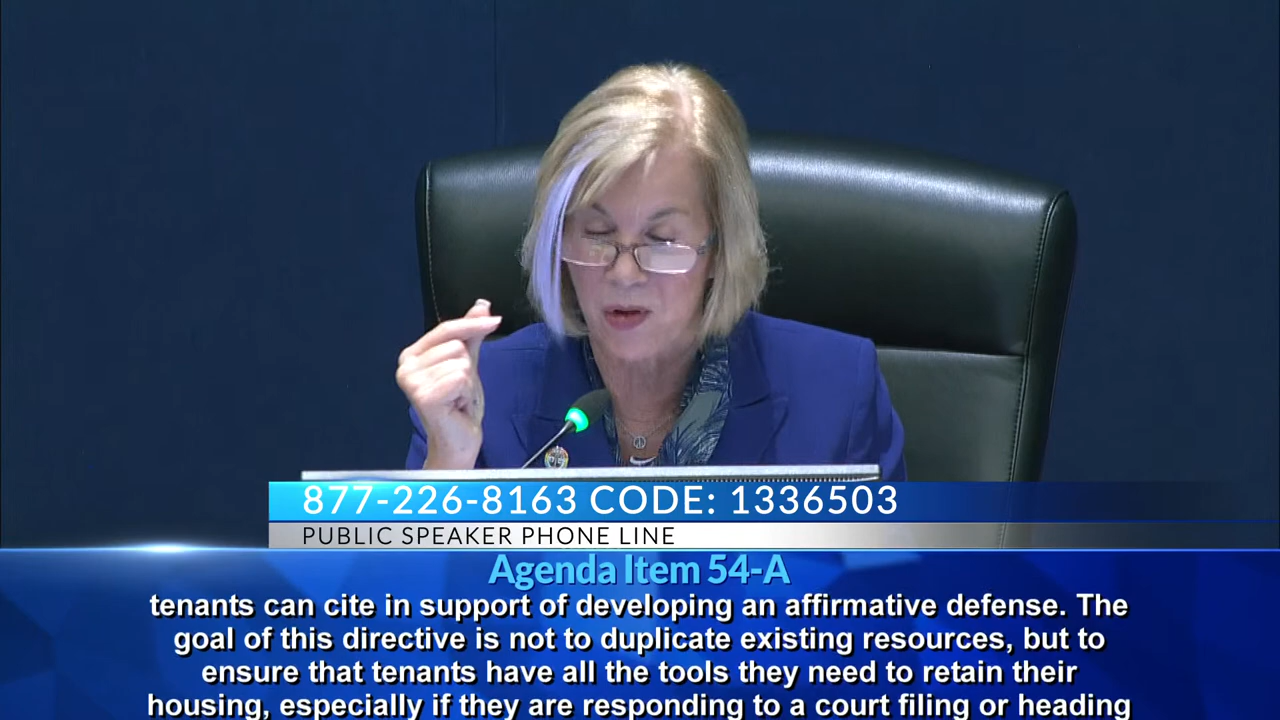 877-226-8163 CODE: 1336503
PUBLIC SPEAKER PHONE LINE
Agenda Item 54-A
tenants can cite in support of developing an affirmative defense. The
goal of this directive is not to duplicate existing resources, but to
ensure that tenants have all the tools they need to retain their
housing, especially if they are responding to a court filing or heading